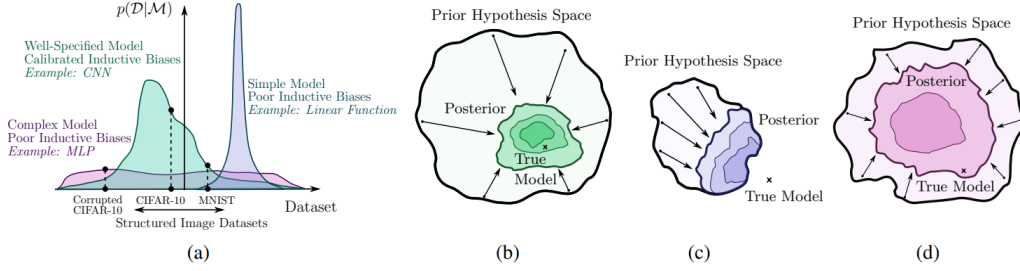 p(D|M)
Well-Specified Model
Calibrated Inductive Biases
Example: CNN
Simple Model
Poor Inductive Biases
Example: Linear Function
Complex Model
Poor Inductive Biases
Example: MLP
Corrupted
CIFAR-10
CIFAR-10
MNIST
Dataset
Structured Image Datasets
(a)
Prior Hypothesis Space
Posterior
True
Model
(b)
Prior Hypothesis Space
Posterior
True Model
(c)
Prior Hypothesis Space
Posterior
True Model
(d)